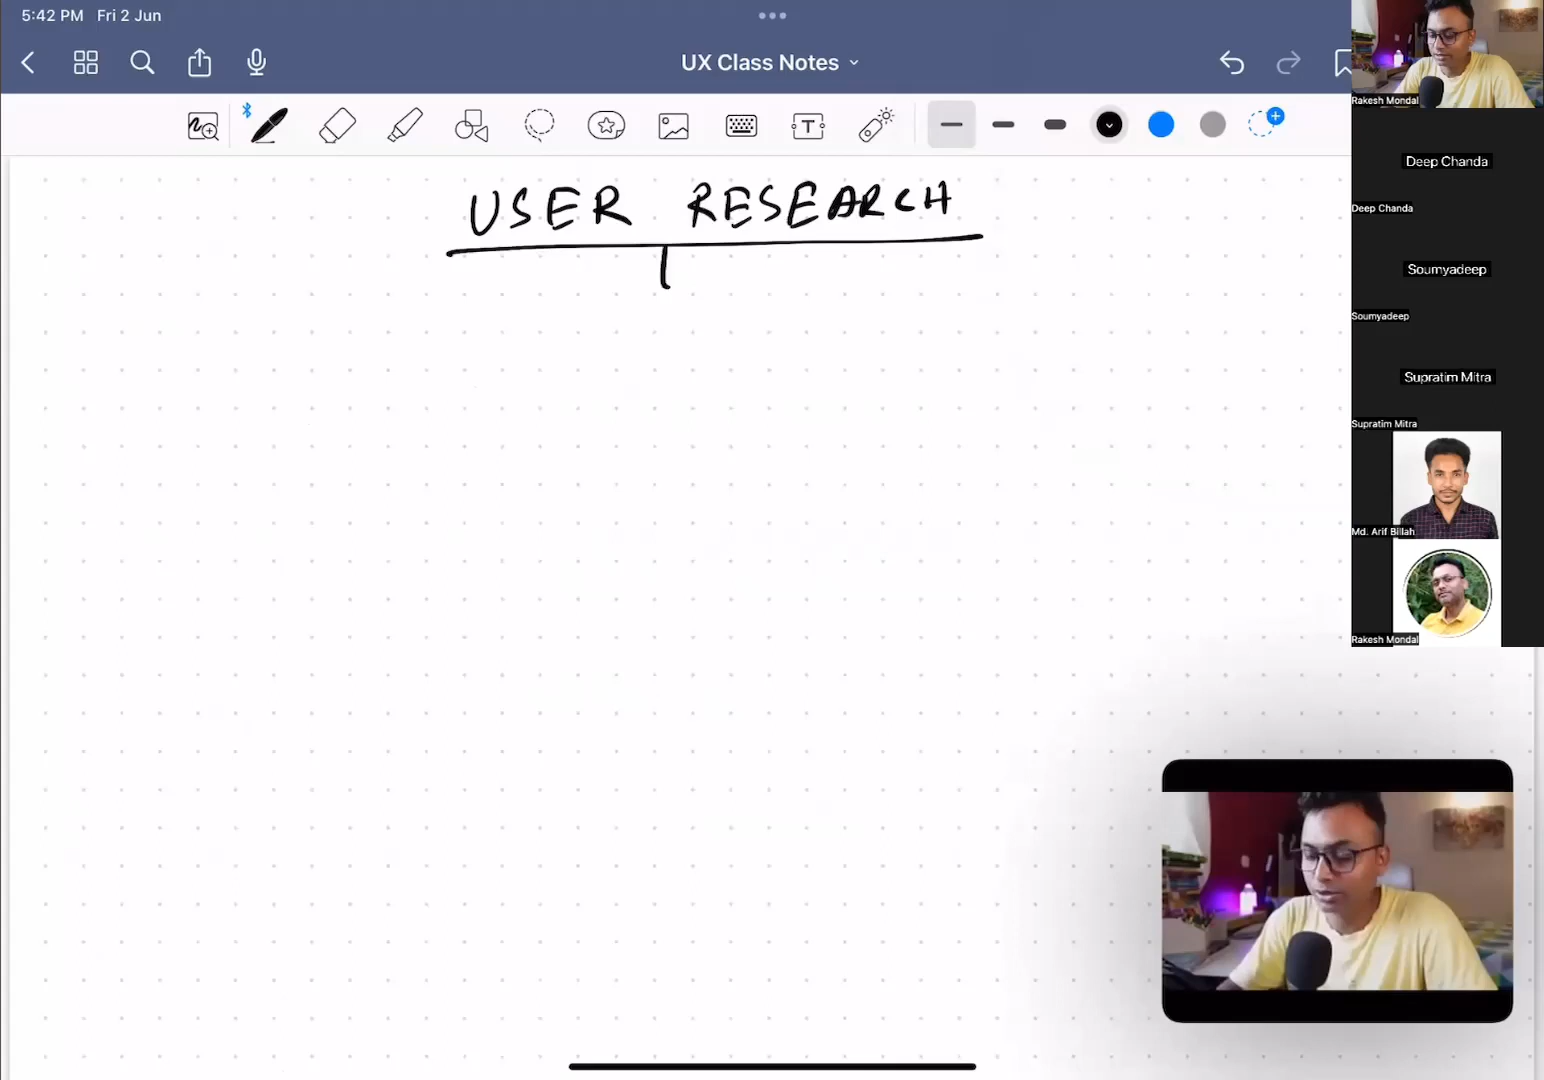 5:42 PM Fri 2 Jun
UX Class Notes
USER RESEARCH
Rakesh Mondal
Deep Chanda
Deep Chanda
Soumyadeep
Soumyadeep
Supratim Mitra
Supratim Mitra
Md. Arif Billah
Rakesh Mondal